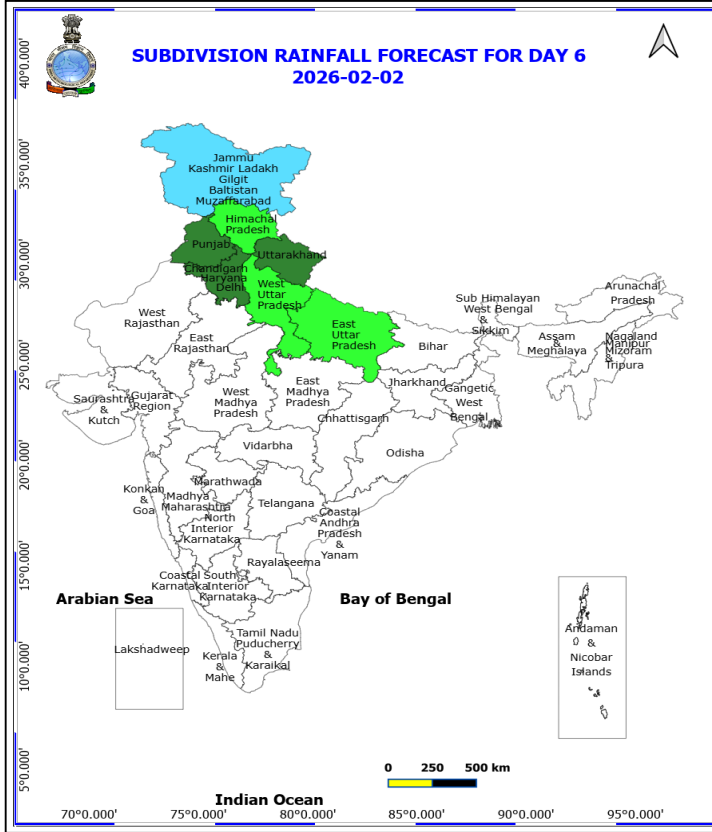 SUBDIVISION RAINFALL FORECAST FOR DAY 6
2026-02-02
40°0.000'
35°0.000'
30°0.000'
25°0.000'
20°0.000'
15°0.000'
10°0.000'
5°0.000'
Jammu
Kashmir Ladakh
Gilgit
Baltistan
Muzaffarabad
Himachal
Pradesh
Punjab
Uttarakhand
Chandigarh
Haryana
Delhi
West
Uttar
Pradesh
East
Uttar
Pradesh
West
Rajasthan
East
Rajasthan
Bihar
Sub Himalayan
West Bengal
&
Sikkim
Arunachal
Pradesh
Assam
&
Meghalaya
Nagaland
Manipur
Mizoram
&
Tripura
Saurashtra
&
Kutch
Gujarat
Region
West
Madhya
Pradesh
East
Madhya
Pradesh
Jharkhand
Gangetic
West
Bengal
Chhattisgarh
Odisha
Vidarbha
Konkan
&
Goa
Madhya
Maharashtra
Marathwada
Telangana
North
Interior
Karnataka
Coastal
Andhra
Pradesh
&
Yanam
Rayalaseema
Coastal
Karnataka
South
Interior
Karnataka
Arabian Sea
Bay of Bengal
Lakshadweep
Kerala
&
Mahe
Tamil Nadu
Puducherry
&
Karaikal
Andaman
&
Nicobar
Islands
0 250 500 km
Indian Ocean
70°0.000' 75°0.000' 80°0.000' 85°0.000' 90°0.000' 95°0.000'